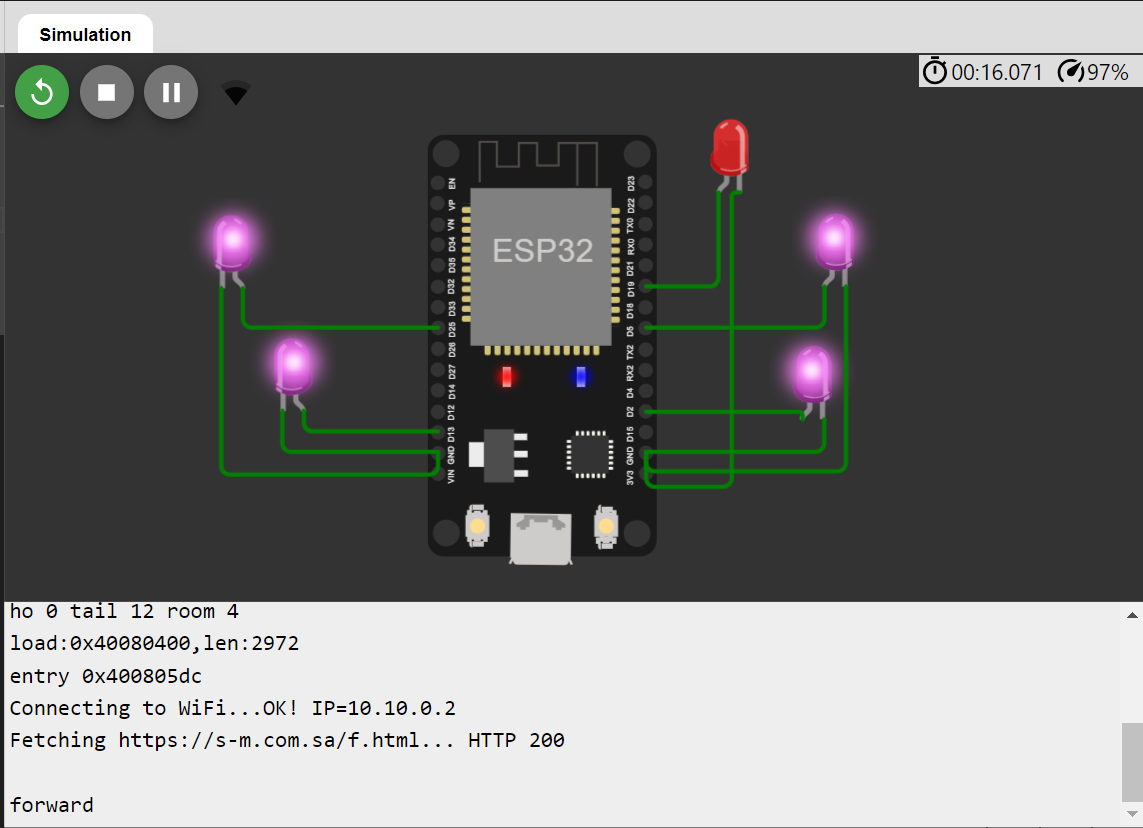 Simulation
00:16.071 97%
ESP32
EN
VP
VN
D34
D35
D32
D33
D25
D26
D27
D14
D12
D13
GND
VIN
D23
D22
TX0
RX0
D21
D19
D18
D5
TX2
RX2
D4
D2
D15
GND
3V3
ho 0 tail 12 room 4
load:0x40080400,len:2972
entry 0x400805dc
Connecting to WiFi...OK! IP=10.10.0.2
Fetching https://s-m.com.sa/f.html... HTTP 200
forward